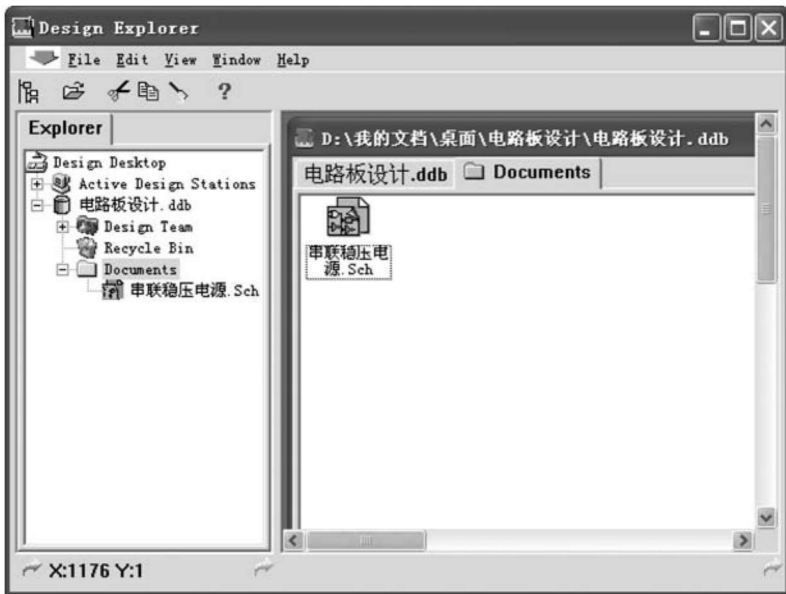 Design Explorer
File Edit View Window Help
?
Explorer
Design Desktop
Active Design Stations
电路板设计.ddb
Design Team
Recycle Bin
Documents
串联稳压电源.Sch
D:\我的文档\桌面\电路板设计\电路板设计.ddb
电路板设计.ddb Documents
串联稳压电
源.Sch
X:1176 Y:1